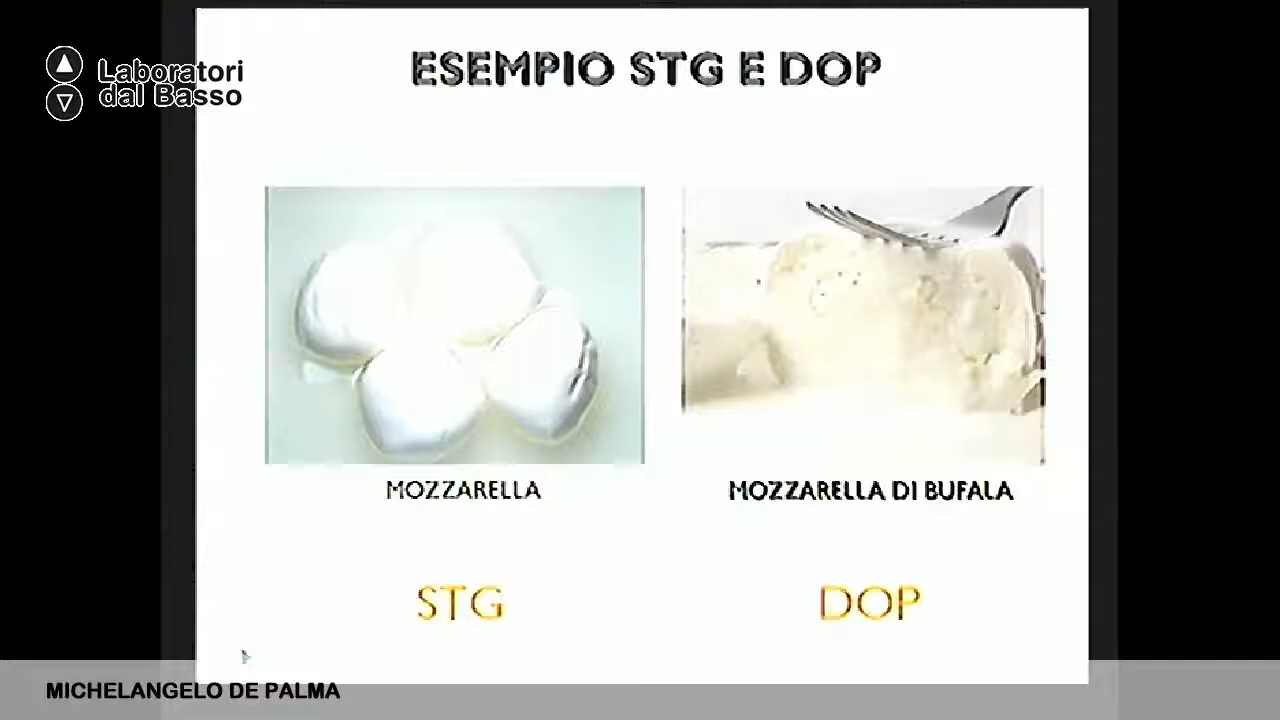 Laboratori
dal Basso
ESEMPIO STG E DOP
MOZZARELLA
MOZZARELLA DI BUFALA
STG
DOP
MICHELANGELO DE PALMA